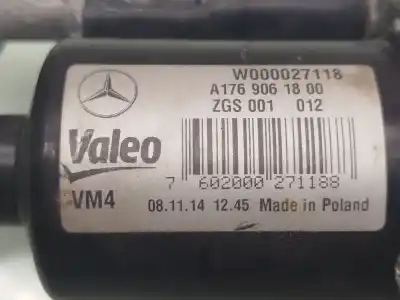 W000027118
A176 906 18 00
ZGS 001 012
Valeo
7 602000 271188
VM4
08.11.14 12.45 Made in Poland